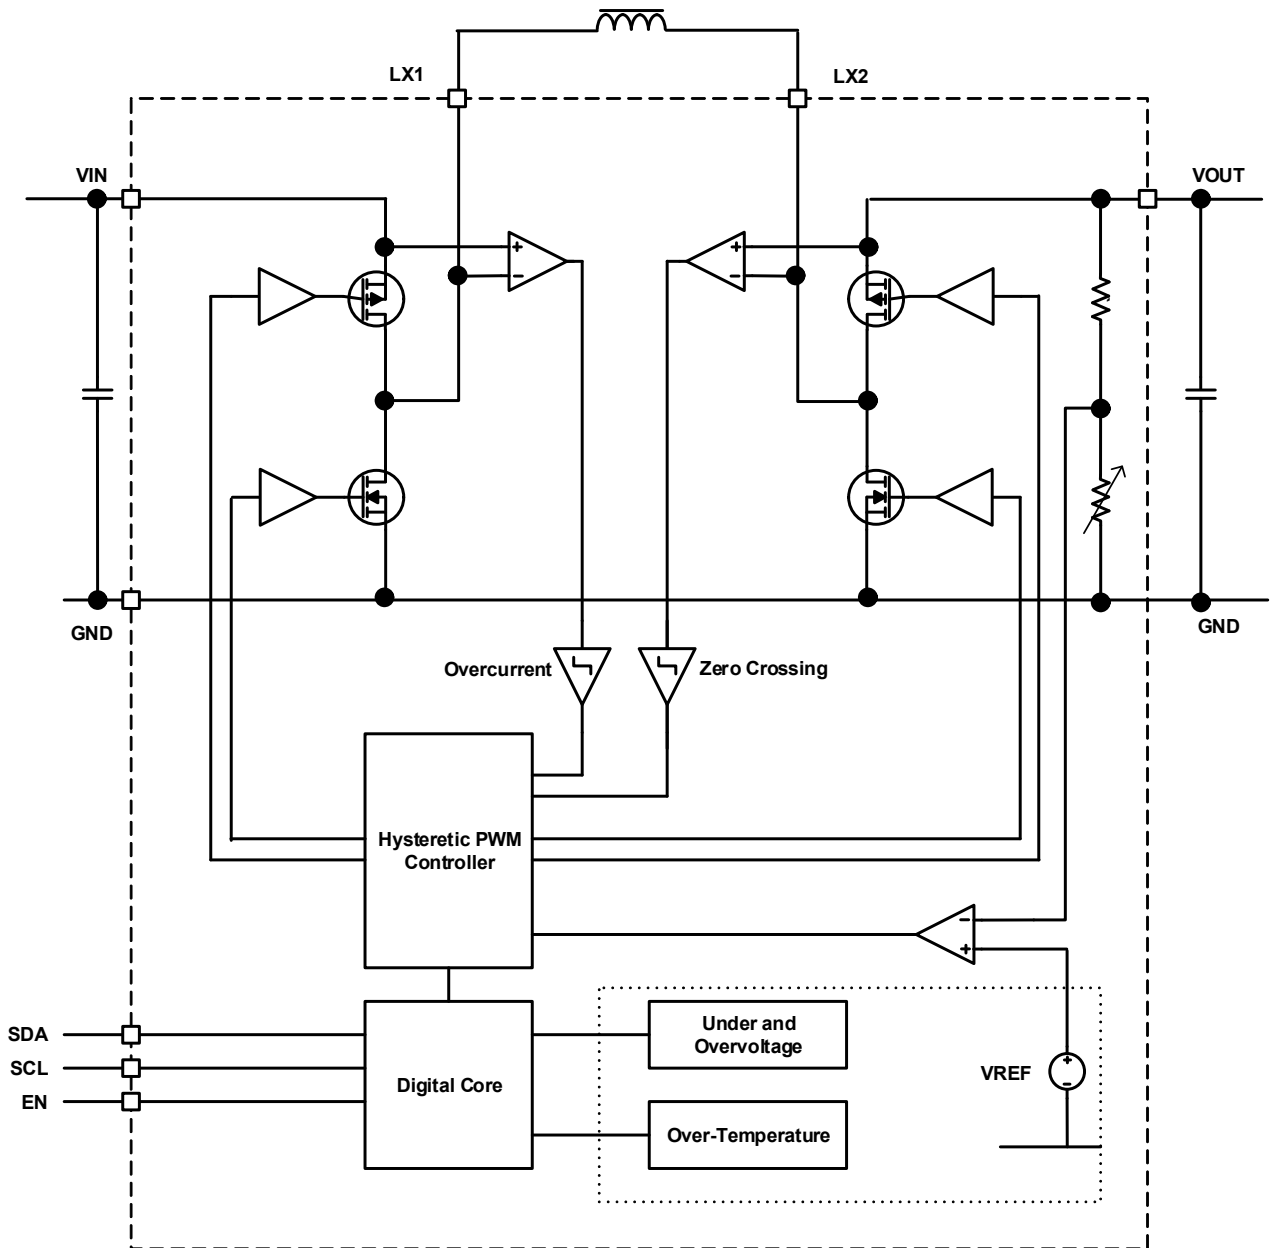 LX1
LX2
VIN
VOUT
+
−
+
−
GND
GND
Overcurrent
Zero Crossing
Hysteretic PWM
Controller
−
+
SDA
SCL
EN
Digital Core
Under and
Overvoltage
Over-Temperature
VREF
+
−